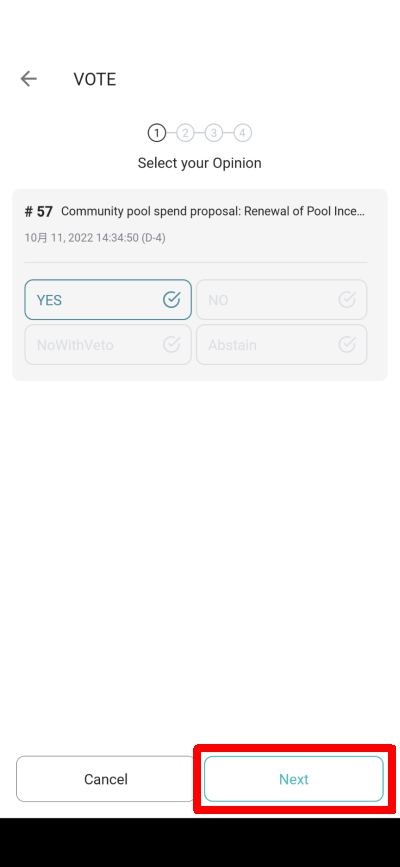 VOTE
1 2 3 4
Select your Opinion
# 57 Community pool spend proposal: Renewal of Pool Ince...
10月 11, 2022 14:34:50 (D-4)
YES NO
NoWithVeto Abstain
Cancel Next